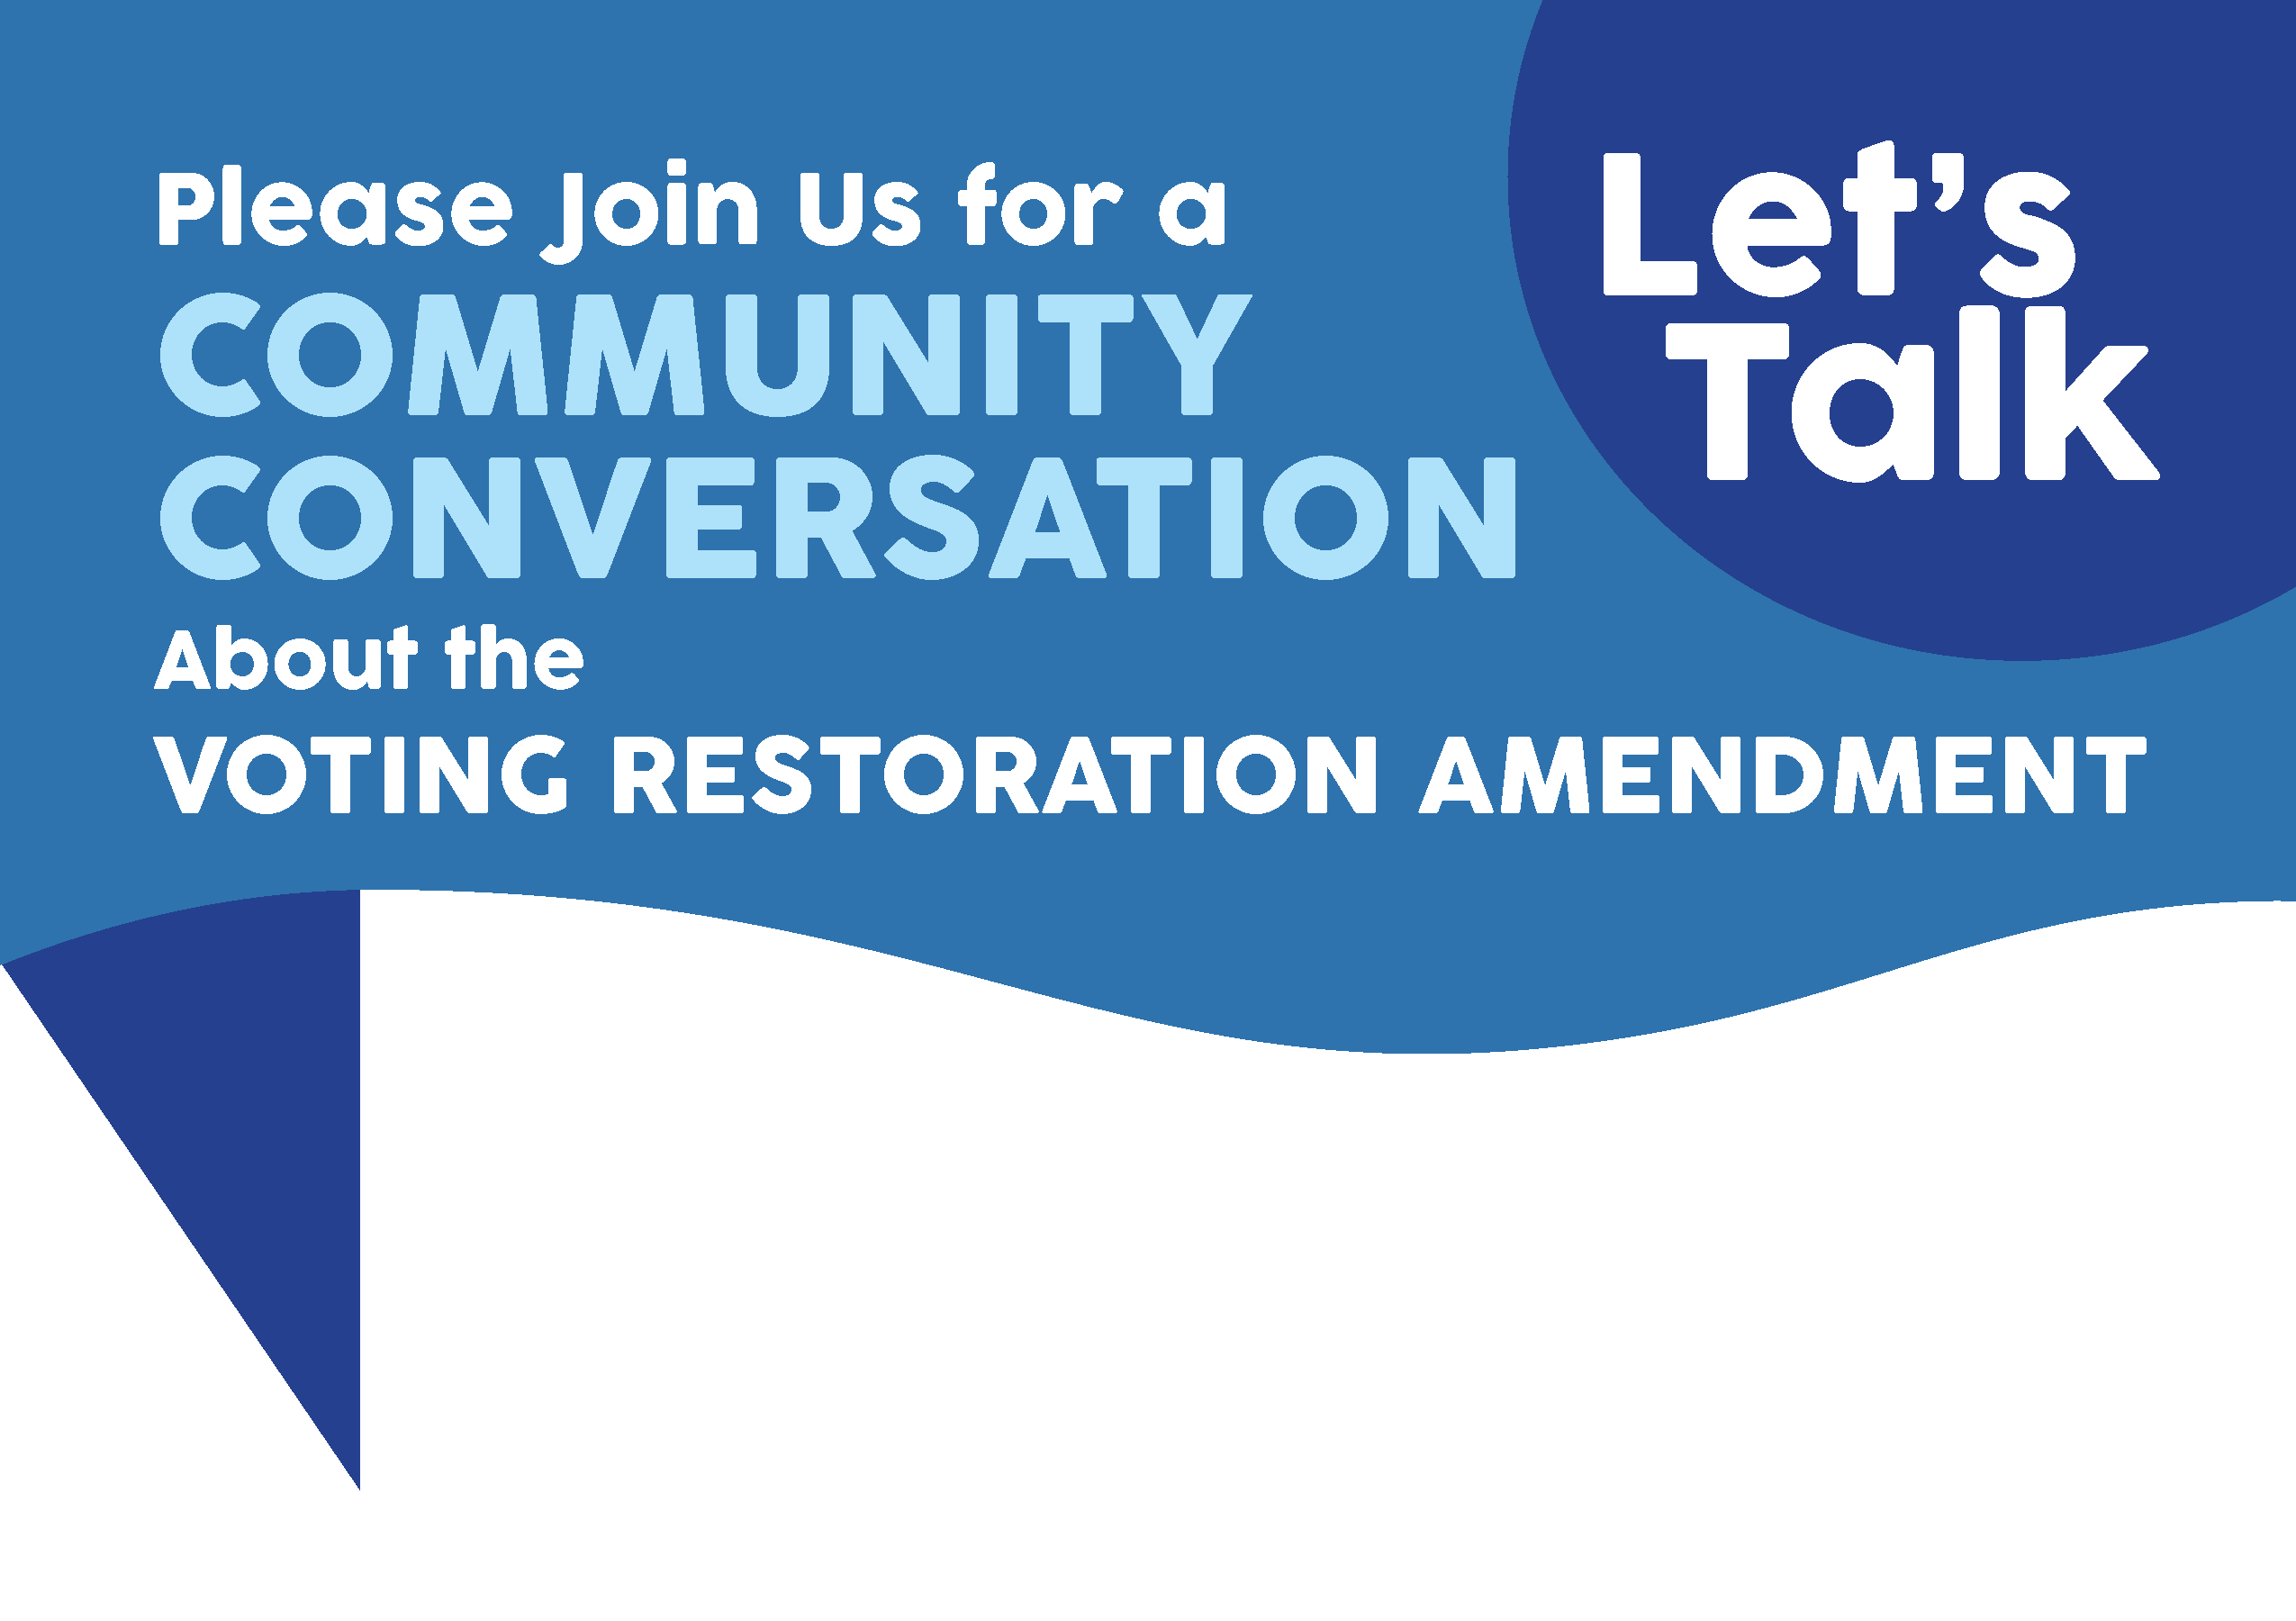 Please Join Us for a
COMMUNITY
CONVERSATION
About the
VOTING RESTORATION AMENDMENT
Let's
Talk